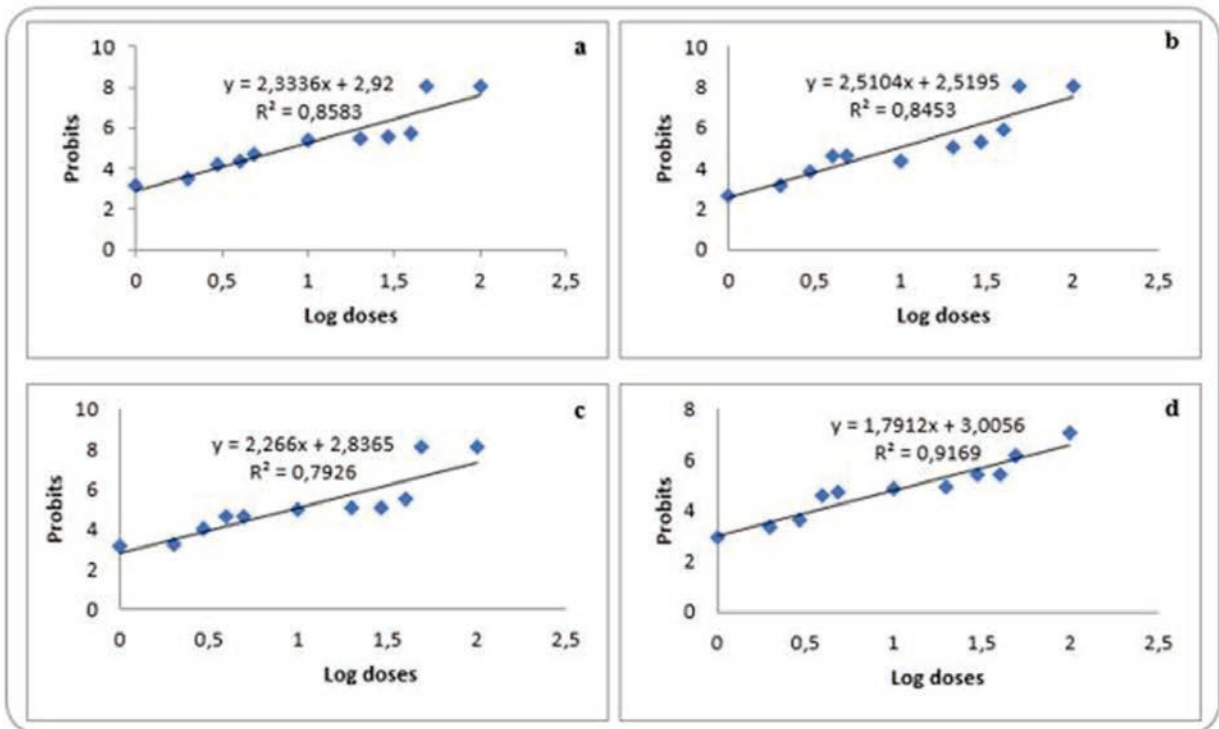 a
10
8
6
4
2
0
Probits
y = 2,3336x + 2,92
R² = 0,8583
0 0,5 1 1,5 2 2,5
Log doses
b
10
8
6
4
2
0
Probits
y = 2,5104x + 2,5195
R² = 0,8453
0 0,5 1 1,5 2 2,5
Log doses
c
10
8
6
4
2
0
Probits
y = 2,266x + 2,8365
R² = 0,7926
0 0,5 1 1,5 2 2,5
Log doses
d
8
6
4
2
0
Probits
y = 1,7912x + 3,0056
R² = 0,9169
0 0,5 1 1,5 2 2,5
Log doses